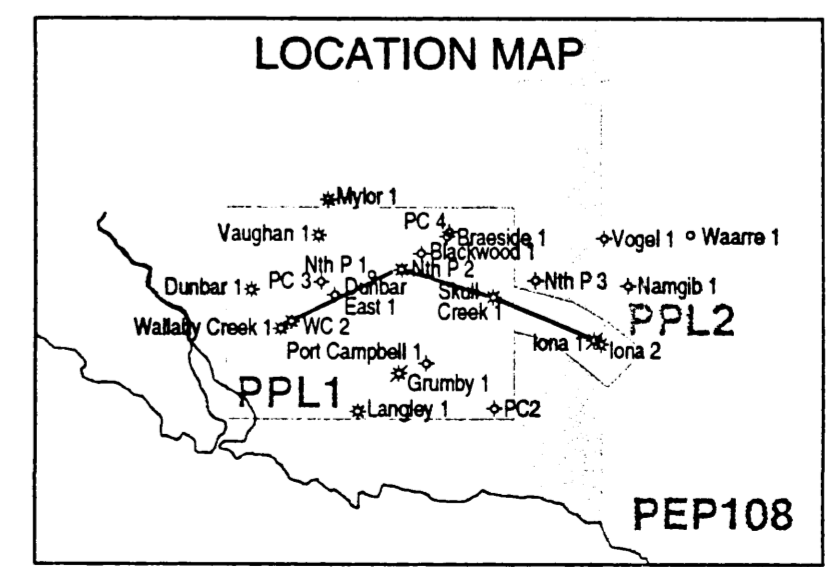 LOCATION MAP
Mylor 1
Vaughan 1
PC 4
Braeside 1
Vogel 1
Waarre 1
Blackwood 1
Nth P 1
Nth P 2
Dunbar 1
PC 3
Dunbar
East 1
Skull
Creek 1
Nth P 3
Namgib 1
Wallaby Creek 1
WC 2
PPL2
Iona 1
Iona 2
Port Campbell 1
Grumby 1
PPL1
Langley 1
PC2
PEP108